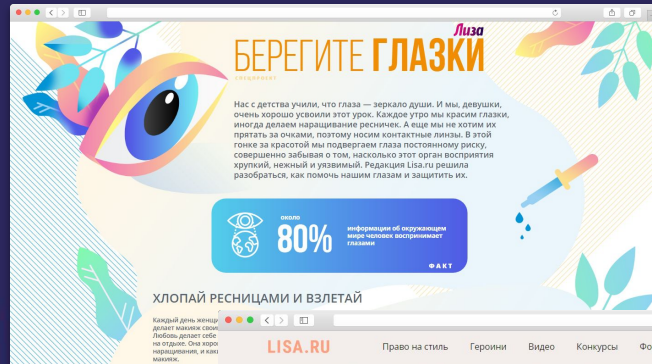 Лиза
БЕРЕГИТЕ ГЛАЗКИ
СПЕЦПРОЕКТ
Нас с детства учили, что глаза — зеркало души. И мы, девушки,
очень хорошо усвоили этот урок. Каждое утро мы красим глазки,
иногда делаем наращивание ресничек. А еще мы не хотим их
прятать за очками, поэтому носим контактные линзы. В этой
гонке за красотой мы подвергаем глаза постоянному риску,
совершенно забывая о том, насколько этот орган восприятия
хрупкий, нежный и уязвимый. Редакция Lisa.ru решила
разобраться, как помочь нашим глазам и защитить их.
около
80%
информации об окружающем
мире человек воспринимает
глазами
ФАКТ
ХЛОПАЙ РЕСНИЦАМИ И ВЗЛЕТАЙ
Каждый день женщ
делает макияж свои
Любовь делает себе
на отдыхе. Она хоро
наращивания, и как
макияж.
LISA.RU
Право на стиль Героини Видео Конкурсы Фо